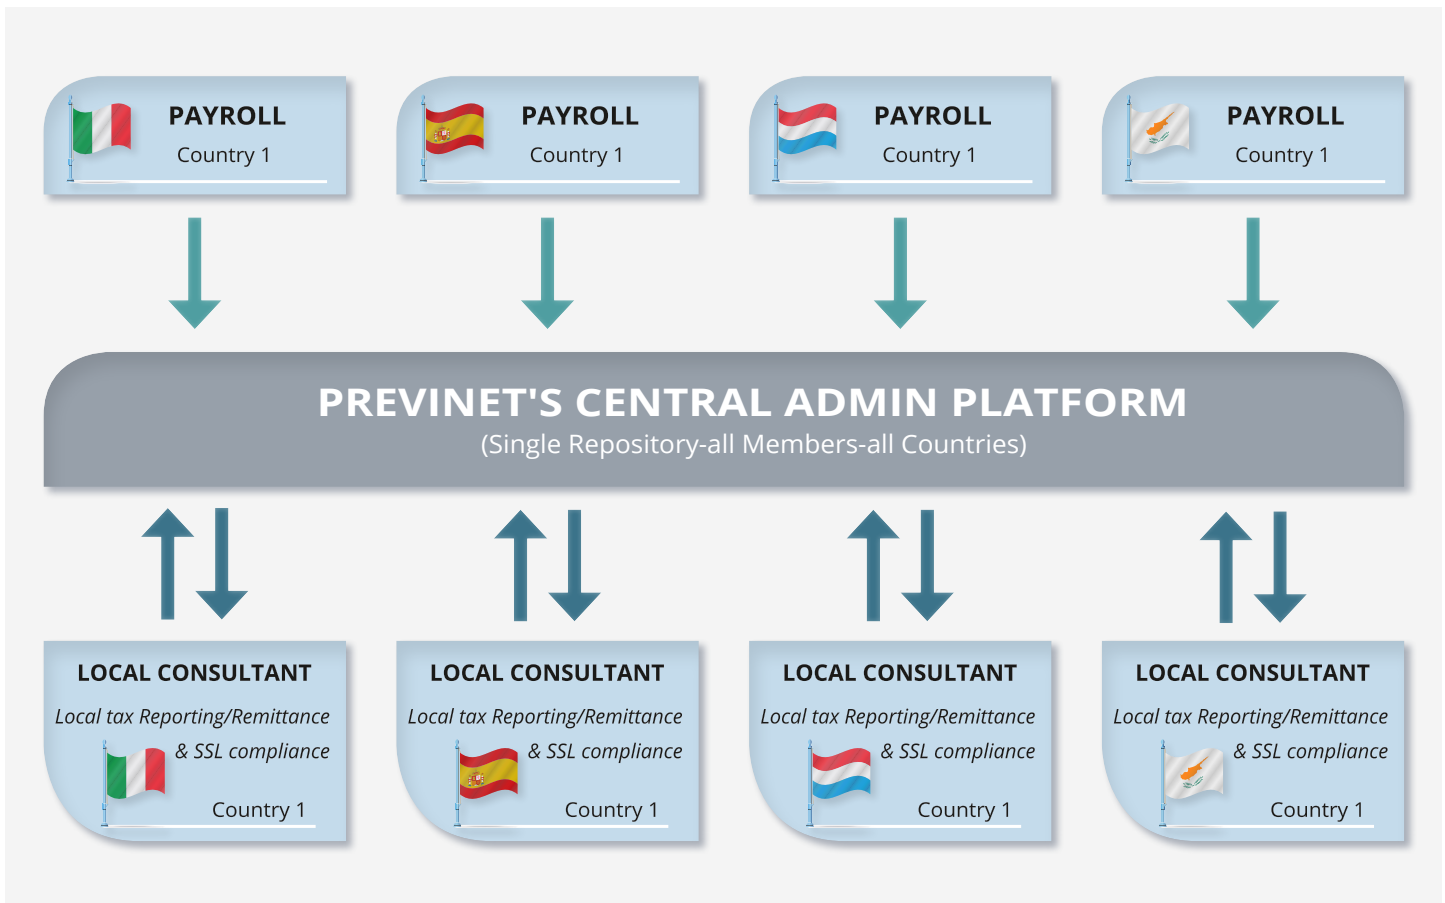 PAYROLL
Country 1
PAYROLL
Country 1
PAYROLL
Country 1
PAYROLL
Country 1
PREVINET'S CENTRAL ADMIN PLATFORM
(Single Repository-all Members-all Countries)
LOCAL CONSULTANT
Local tax Reporting/Remittance
& SSL compliance
Country 1
LOCAL CONSULTANT
Local tax Reporting/Remittance
& SSL compliance
Country 1
LOCAL CONSULTANT
Local tax Reporting/Remittance
& SSL compliance
Country 1
LOCAL CONSULTANT
Local tax Reporting/Remittance
& SSL compliance
Country 1